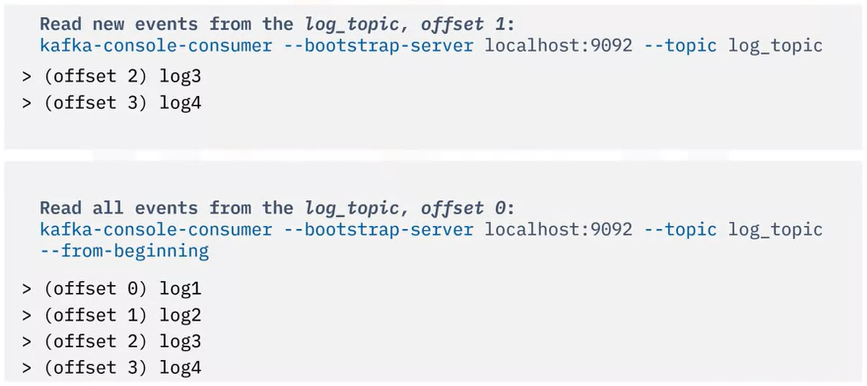 Read new events from the log_topic, offset 1:
kafka-console-consumer --bootstrap-server localhost:9092 --topic log_topic
> (offset 2) log3
> (offset 3) log4
Read all events from the log_topic, offset 0:
kafka-console-consumer --bootstrap-server localhost:9092 --topic log_topic
--from-beginning
> (offset 0) log1
> (offset 1) log2
> (offset 2) log3
> (offset 3) log4